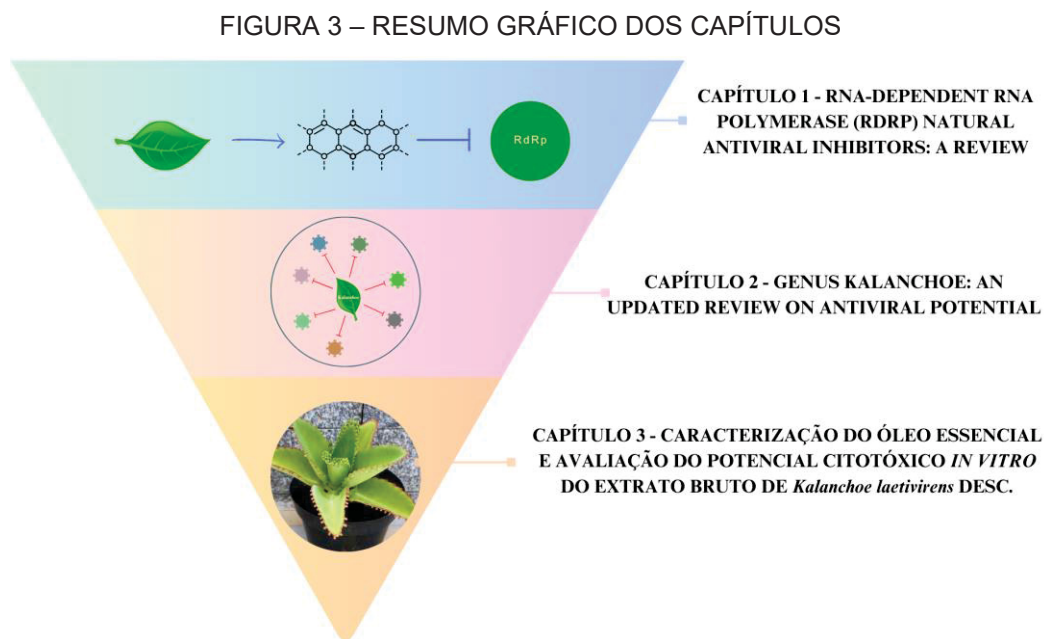 FIGURA 3 – RESUMO GRÁFICO DOS CAPÍTULOS
RdRp
CAPÍTULO 1 - RNA-DEPENDENT RNA
POLYMERASE (RDRP) NATURAL
ANTIVIRAL INHIBITORS: A REVIEW
Kalanchoe
CAPÍTULO 2 - GENUS KALANCHOE: AN
UPDATED REVIEW ON ANTIVIRAL POTENTIAL
CAPÍTULO 3 - CARACTERIZAÇÃO DO ÓLEO ESSENCIAL
E AVALIAÇÃO DO POTENCIAL CITOTÓXICO IN VITRO
DO EXTRATO BRUTO DE Kalanchoe laetivirens DESC.